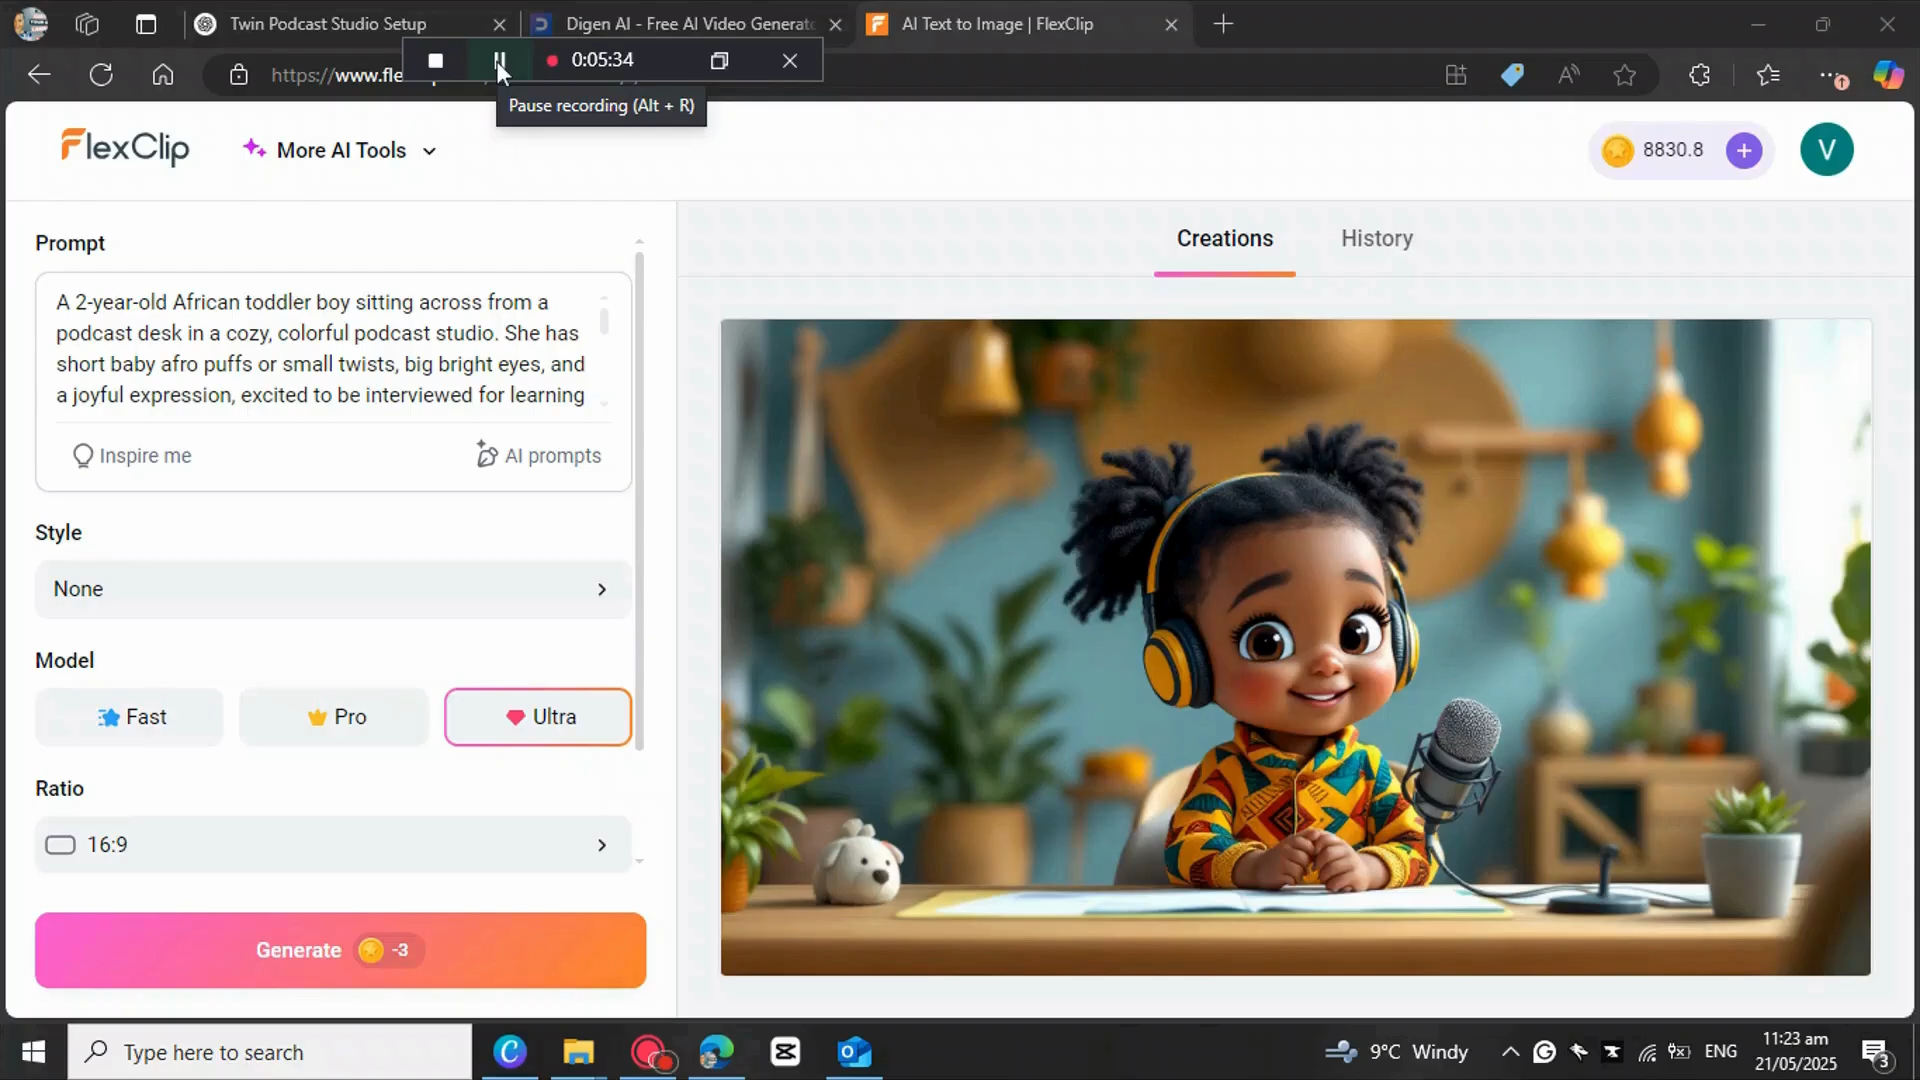 Twin Podcast Studio Setup
Digen AI - Free AI Video Generat
AI Text to Image | FlexClip
0:05:34
https://www.fle
Pause recording (Alt + R)
FlexClip
More AI Tools
8830.8
V
Prompt
A 2-year-old African toddler boy sitting across from a
podcast desk in a cozy, colorful podcast studio. She has
short baby afro puffs or small twists, big bright eyes, and
a joyful expression, excited to be interviewed for learning
Inspire me
AI prompts
Style
None
Model
Fast
Pro
Ultra
Ratio
16:9
Generate -3
Creations
History
Type here to search
9°C Windy
ENG
11:23 am
21/05/2025
3